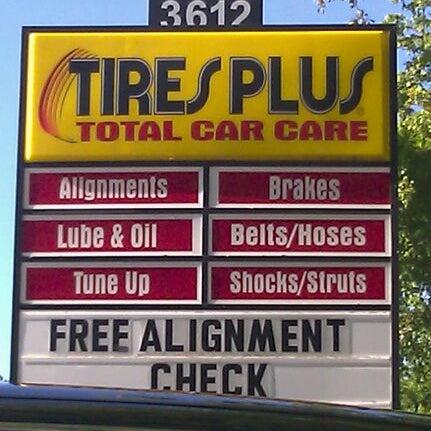 3612
TIRES PLUS
TOTAL CAR CARE
Alignments Brakes
Lube & Oil Belts/Hoses
Tune Up Shocks/Struts
FREE ALIGNMENT
CHECK